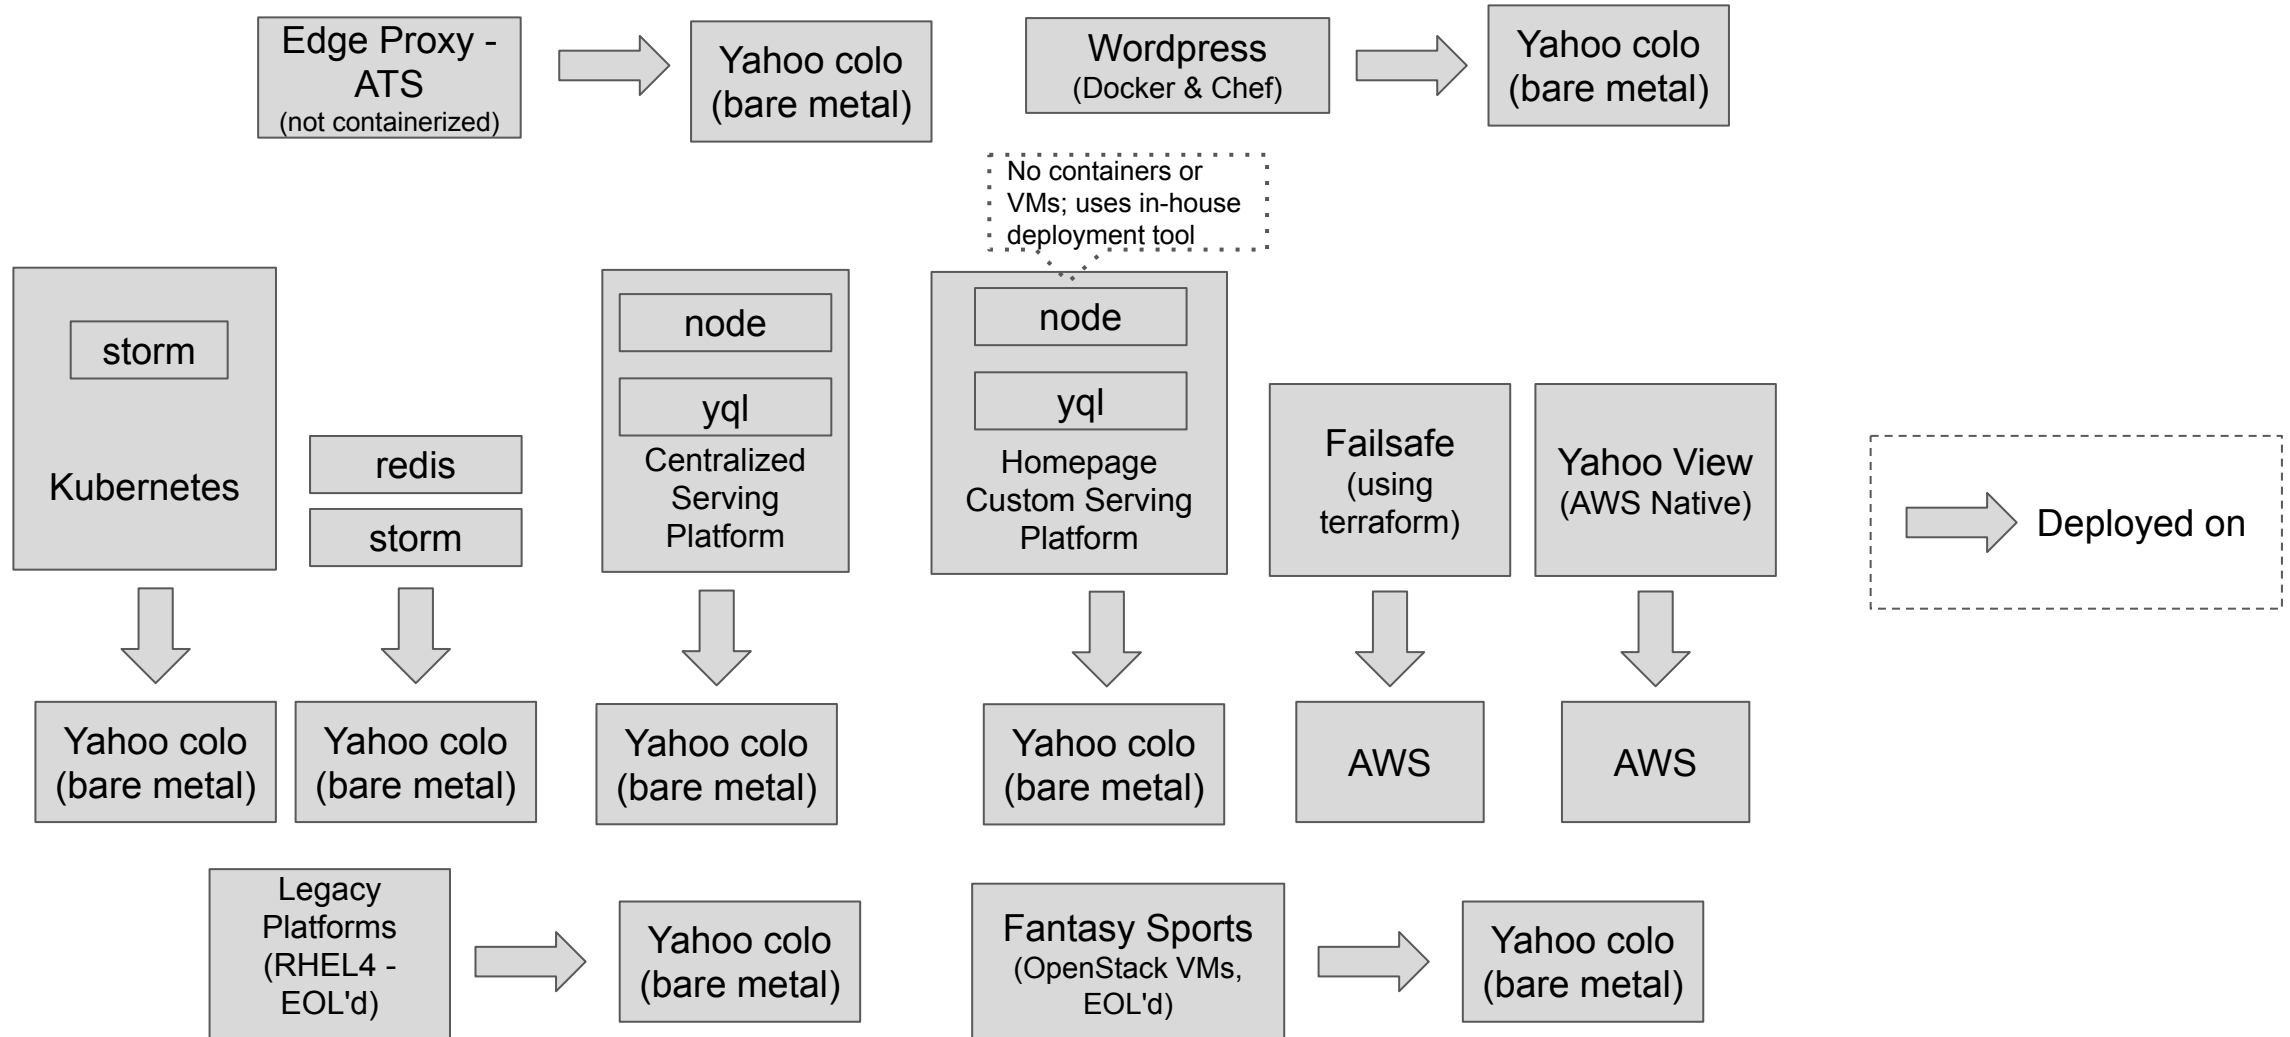 Edge Proxy -
ATS
(not containerized)
Yahoo colo
(bare metal)
Wordpress
(Docker & Chef)
Yahoo colo
(bare metal)
No containers or
VMs; uses in-house
deployment tool
storm
Kubernetes
redis
storm
node
yql
Centralized
Serving
Platform
node
yql
Homepage
Custom Serving
Platform
Failsafe
(using
terraform)
Yahoo View
(AWS Native)
Deployed on
Yahoo colo
(bare metal)
Yahoo colo
(bare metal)
Yahoo colo
(bare metal)
Yahoo colo
(bare metal)
AWS
AWS
Legacy
Platforms
(RHEL4 -
EOL'd)
Yahoo colo
(bare metal)
Fantasy Sports
(OpenStack VMs,
EOL'd)
Yahoo colo
(bare metal)